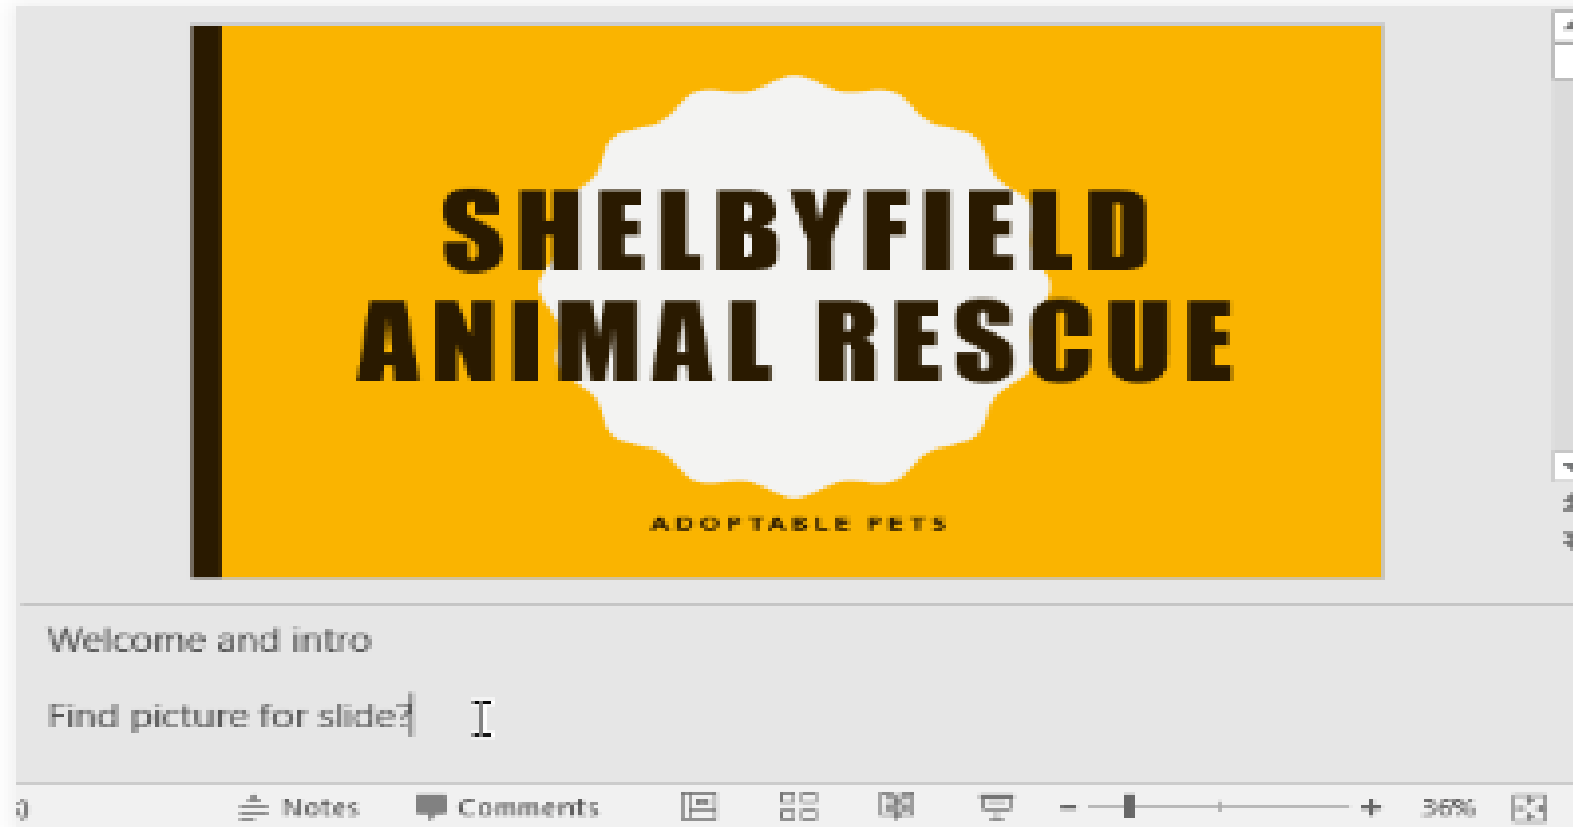 SHELBYFIELD
ANIMAL RESCUE
ADOPTABLE PETS
Welcome and intro
Find picture for slide?
Notes Comments 36%